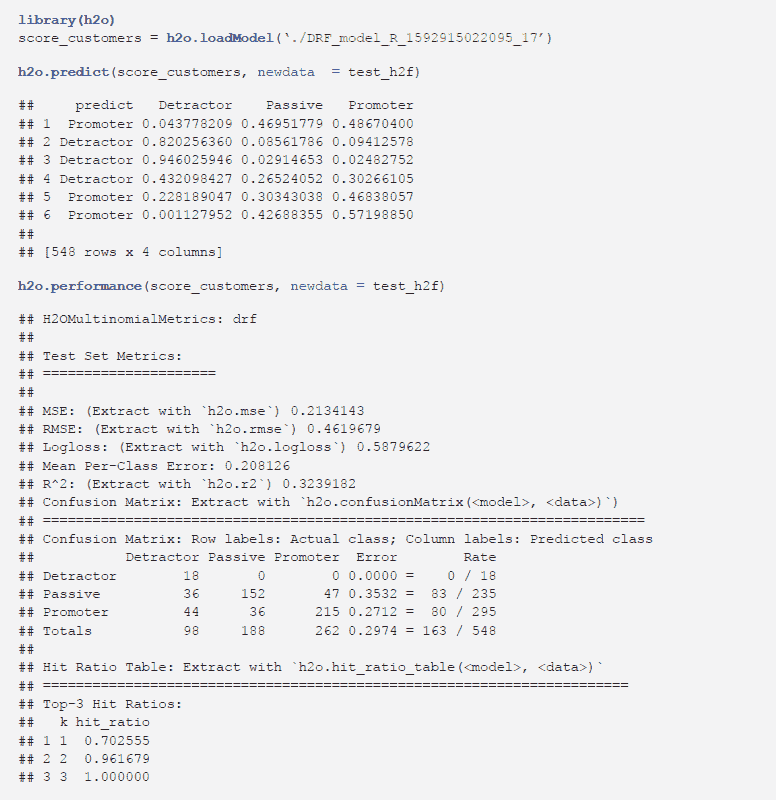 library(h2o)
score_customers = h2o.loadModel(‘./DRF_model_R_1592915022095_17’)
h2o.predict(score_customers, newdata  = test_h2f)
##     predict   Detractor    Passive   Promoter
## 1  Promoter 0.043778209 0.46951779 0.48670400
## 2 Detractor 0.820256360 0.08561786 0.09412578
## 3 Detractor 0.946025946 0.02914653 0.02482752
## 4 Detractor 0.432098427 0.26524052 0.30266105
## 5  Promoter 0.228189047 0.30343038 0.46838057
## 6  Promoter 0.001127952 0.42688355 0.57198850
##
## [548 rows x 4 columns]
h2o.performance(score_customers, newdata = test_h2f)
## H2OMultinomialMetrics: drf
##
## Test Set Metrics:
## =====================
##
## MSE: (Extract with `h2o.mse`) 0.2134143
## RMSE: (Extract with `h2o.rmse`) 0.4619679
## Logloss: (Extract with `h2o.logloss`) 0.5879622
## Mean Per-Class Error: 0.208126
## R^2: (Extract with `h2o.r2`) 0.3239182
## Confusion Matrix: Extract with `h2o.confusionMatrix(<model>, <data>)`)
## =========================================================================
## Confusion Matrix: Row labels: Actual class; Column labels: Predicted class
##           Detractor Passive Promoter  Error        Rate
## Detractor        18       0        0 0.0000 =    0 / 18
## Passive          36     152       47 0.3532 =  83 / 235
## Promoter         44      36      215 0.2712 =  80 / 295
## Totals           98     188      262 0.2974 = 163 / 548
##
## Hit Ratio Table: Extract with `h2o.hit_ratio_table(<model>, <data>)`
## =======================================================================
## Top-3 Hit Ratios:
##   k hit_ratio
## 1 1  0.702555
## 2 2  0.961679
## 3 3  1.000000